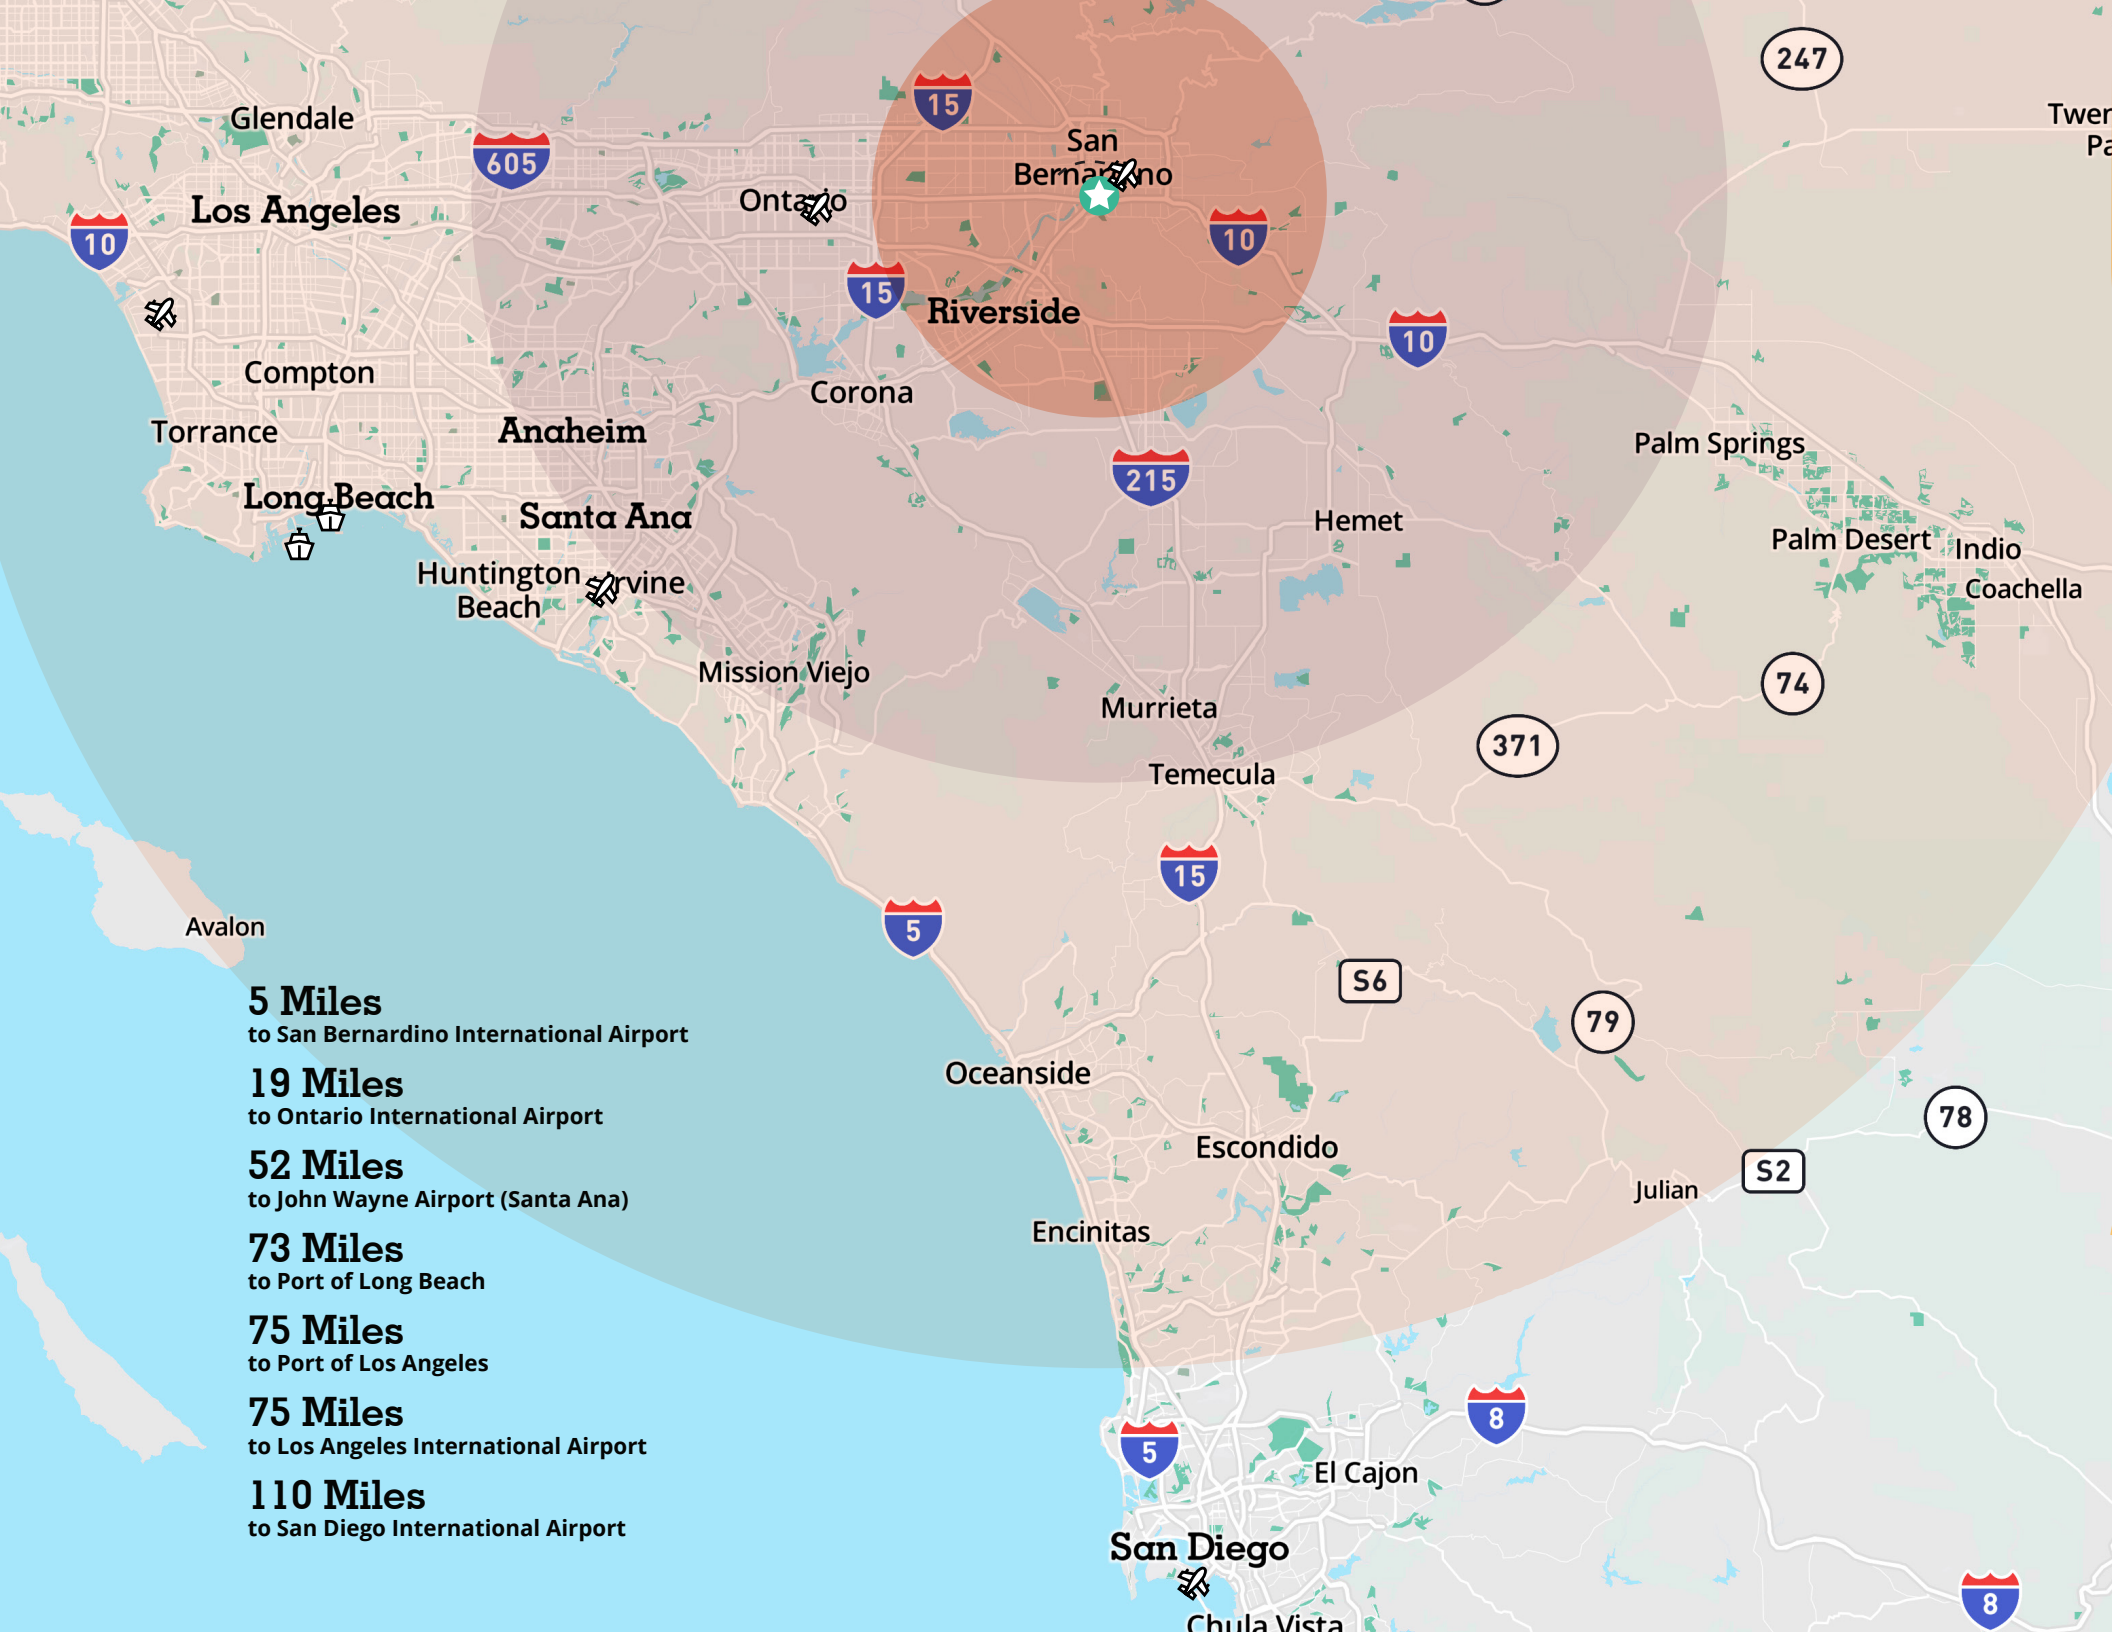 247
Twen
Pa
Glendale
15
San
Bernardino
605
Ontario
Los Angeles
10
10
15
Riverside
10
Compton
Corona
Torrance
Anaheim
Palm Springs
215
Long Beach
Santa Ana
Hemet
Palm Desert
Indio
Huntington
Beach
Irvine
Coachella
Mission Viejo
74
Murrieta
371
Temecula
15
Avalon
5
S6
5 Miles
to San Bernardino International Airport
79
Oceanside
19 Miles
to Ontario International Airport
78
Escondido
52 Miles
to John Wayne Airport (Santa Ana)
S2
Julian
Encinitas
73 Miles
to Port of Long Beach
75 Miles
to Port of Los Angeles
75 Miles
to Los Angeles International Airport
8
5
El Cajon
110 Miles
to San Diego International Airport
San Diego
8
Chula Vista